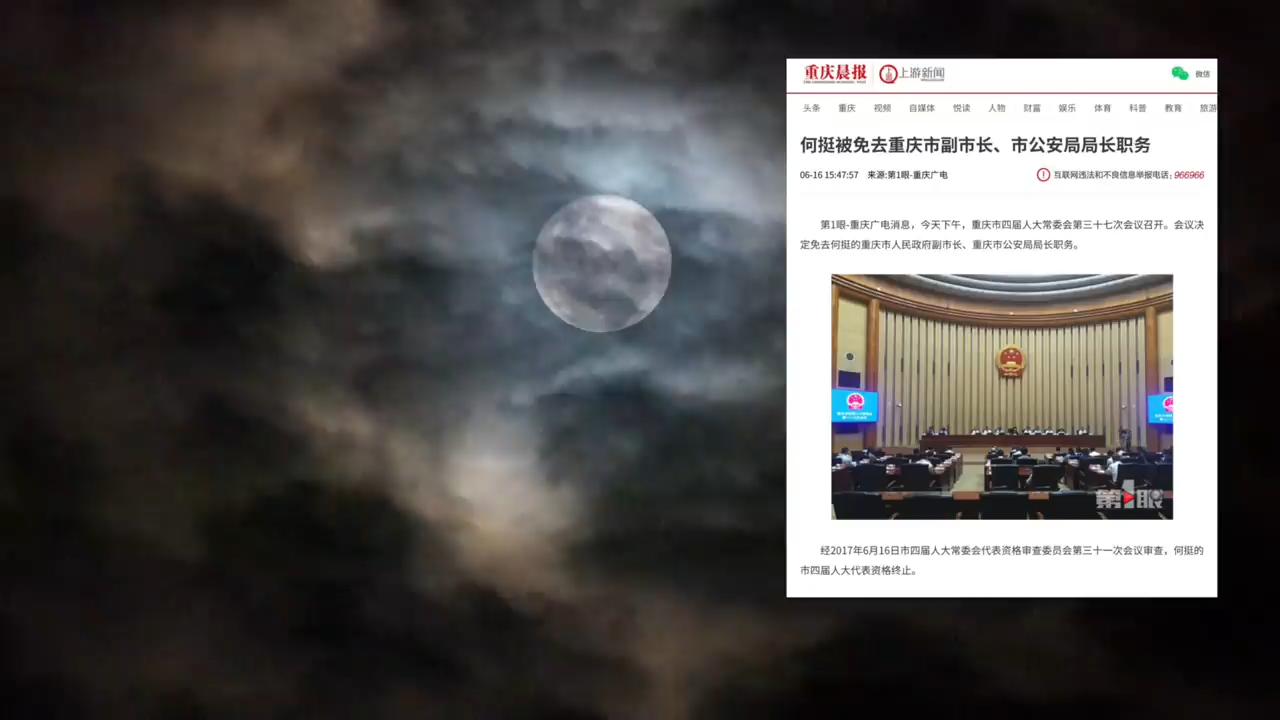 重庆晨报 上游新闻 微信
头条 重庆 视频 自媒体 悦读 人物 财富 娱乐 体育 科普 教育 旅游
何挺被免去重庆市副市长、市公安局局长职务
06-16 15:47:57 来源:第1眼-重庆广电 互联网违法和不良信息举报电话:966966
第1眼-重庆广电消息，今天下午，重庆市四届人大常委会第三十七次会议召开。会议决
定免去何挺的重庆市人民政府副市长、重庆市公安局局长职务。
第1眼
经2017年6月16日市四届人大常委会代表资格审查委员会第三十一次会议审查，何挺的
市四届人大代表资格终止。